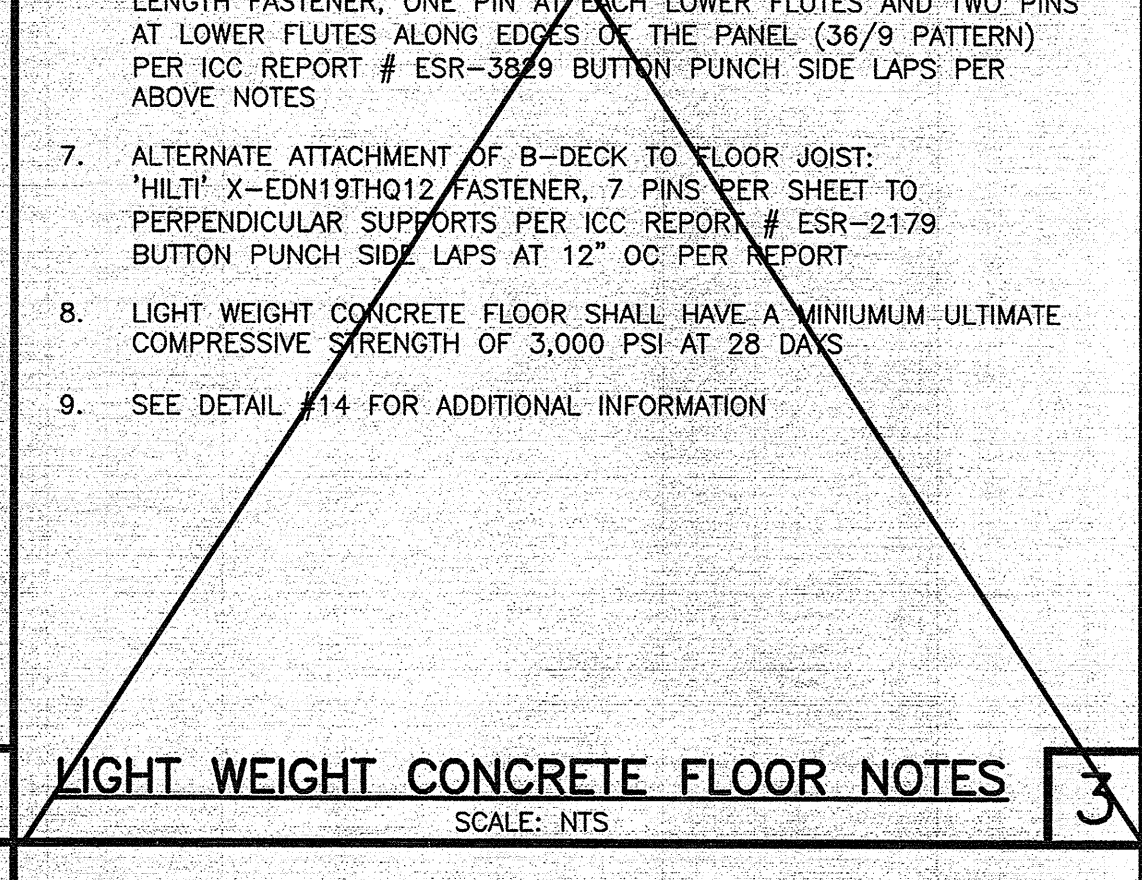 LENGTH FASTENER, ONE PIN AT EACH LOWER FLUTES AND TWO PINS
AT LOWER FLUTES ALONG EDGES OF THE PANEL (36/9 PATTERN)
PER ICC REPORT # ESR-3829 BUTTON PUNCH SIDE LAPS PER
ABOVE NOTES
7. ALTERNATE ATTACHMENT OF B-DECK TO FLOOR JOIST:
'HILTI' X-EDN19THQ12 FASTENER, 7 PINS PER SHEET TO
PERPENDICULAR SUPPORTS PER ICC REPORT # ESR-2179
BUTTON PUNCH SIDE LAPS AT 12" OC PER REPORT
8. LIGHT WEIGHT CONCRETE FLOOR SHALL HAVE A MINIUMUM ULTIMATE
COMPRESSIVE STRENGTH OF 3,000 PSI AT 28 DAYS
9. SEE DETAIL #14 FOR ADDITIONAL INFORMATION
LIGHT WEIGHT CONCRETE FLOOR NOTES
SCALE: NTS
3